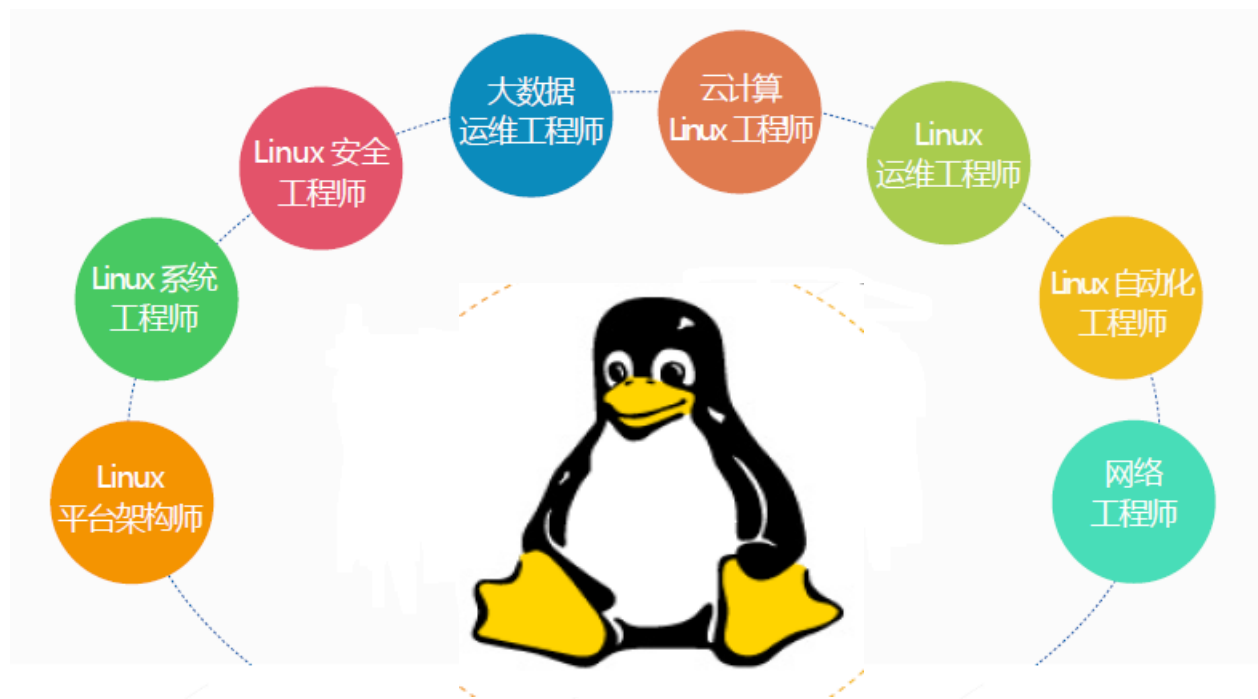 大数据
运维工程师
云计算
Linux 工程师
Linux 安全
工程师
Linux
运维工程师
Linux 系统
工程师
Linux 自动化
工程师
Linux
平台架构师
网络
工程师